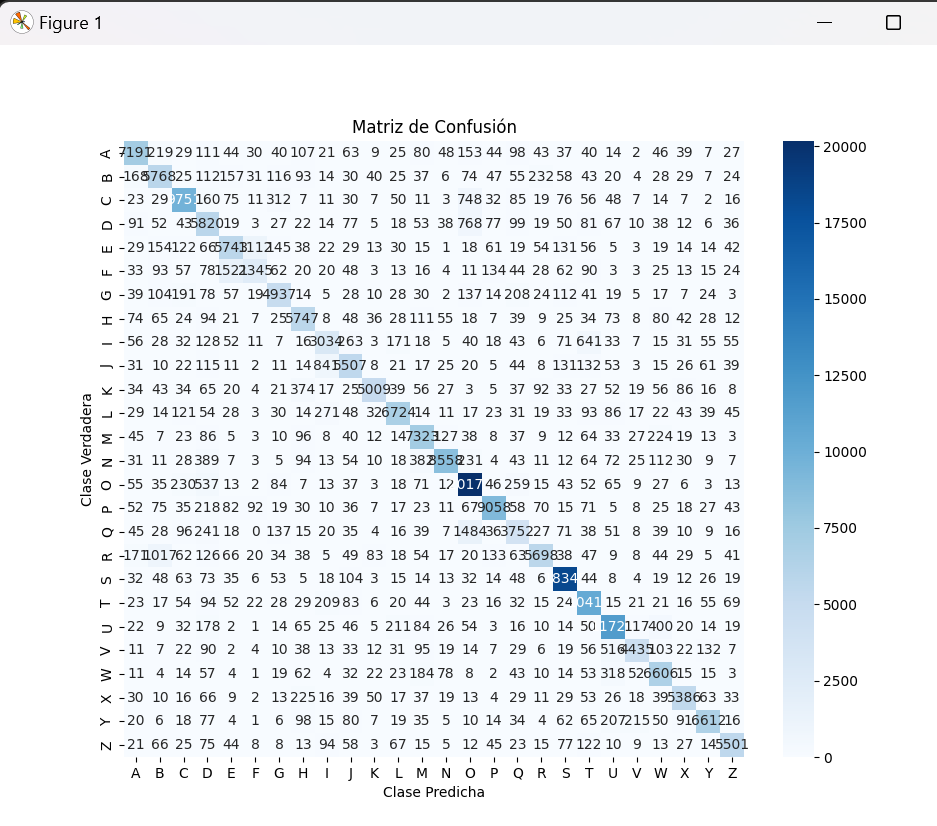 Figure 1
Matriz de Confusión
A 7191 219 29 111 44 30 40 107 21 63 9 25 80 48 153 44 98 43 37 40 14 2 46 39 7 27
B 168 5768 25 112 157 31 116 93 14 30 40 25 37 6 74 47 55 232 58 43 20 4 28 29 7 24
C 23 29 160 75 11 312 7 11 30 7 50 11 3 748 32 85 19 76 56 48 7 14 7 2 16
D 91 52 43 5820 19 3 27 22 14 77 5 18 53 38 768 77 99 19 50 81 67 10 38 12 6 36
E 29 154 122 66 5743 1112 145 38 22 29 13 30 15 1 18 61 19 54 131 56 5 3 19 14 14 42
F 33 93 57 78 1522 1345 62 20 20 48 3 13 16 4 11 134 44 28 62 90 3 3 25 13 15 24
G 39 104 191 78 57 19 4937 14 5 28 10 28 30 2 137 14 208 24 112 41 19 5 17 7 24 3
H 74 65 24 94 21 7 25 5747 8 48 36 28 111 55 18 7 39 9 25 34 73 8 80 42 28 12
I 56 28 32 128 52 11 7 16 3034 263 3 171 18 5 40 18 43 6 71 641 33 7 15 31 55 55
J 31 10 22 115 11 2 11 14 841 5507 8 21 17 25 20 5 44 8 131 132 53 3 15 26 61 39
K 34 43 34 65 20 4 21 374 17 25 5009 39 56 27 3 5 37 92 33 27 52 19 56 86 16 8
L 29 14 121 54 28 3 30 14 271 48 32 6724 14 11 17 23 31 19 33 93 86 17 22 43 39 45
M 45 7 23 86 5 3 10 96 8 40 12 14 7323 127 38 8 37 9 12 64 33 27 224 19 13 3
N 31 11 28 389 7 3 5 94 13 54 10 18 382 8558 231 4 43 11 12 64 72 25 112 30 9 7
O 55 35 230 537 13 2 84 7 13 37 3 18 71 12 46 259 15 43 52 65 9 27 6 3 13
P 52 75 35 218 82 92 19 30 10 36 7 17 23 11 67 9058 58 70 15 71 5 8 25 18 27 43
Q 45 28 96 241 18 0 137 15 20 35 4 16 39 7 1484 36 3752 227 71 38 51 8 39 10 9 16
R 171 1017 62 126 66 20 34 38 5 49 83 18 54 17 20 133 63 5698 38 47 9 8 44 29 5 41
S 32 48 63 73 35 6 53 5 18 104 3 15 14 13 32 14 48 6 44 8 4 19 12 26 19
T 23 17 54 94 52 22 28 29 209 83 6 20 44 3 23 16 32 15 24 15 21 21 16 55 69
U 22 9 32 178 2 1 14 65 25 46 5 211 84 26 54 3 16 10 14 50 117 400 20 14 19
V 11 7 22 90 2 4 10 38 13 33 12 31 95 19 14 7 29 6 19 56 516 4435 103 22 132 7
W 11 4 14 57 4 1 19 62 4 32 22 23 184 78 8 2 43 10 14 53 318 52 6606 15 15 3
X 30 10 16 66 9 2 13 225 16 39 50 17 37 19 13 4 29 11 29 53 26 18 39 5386 63 33
Y 20 6 18 77 4 1 6 98 15 80 7 19 35 5 10 14 34 4 62 65 207 215 50 91 6612 16
Z 21 66 25 75 44 8 8 13 94 58 3 67 15 5 12 45 23 15 77 122 10 9 13 27 14 5501
A B C D E F G H I J K L M N O P Q R S T U V W X Y Z
Clase Predicha
Clase Verdadera
20000
17500
15000
12500
10000
7500
5000
2500
0